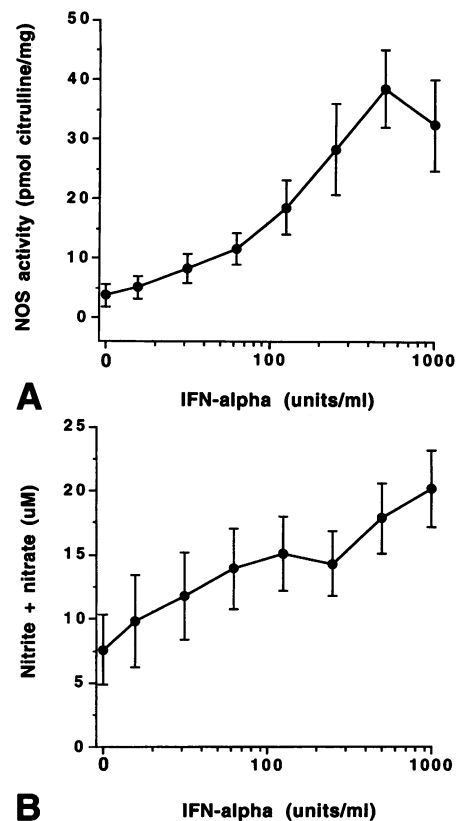 50
40
30
20
10
0
NOS activity (pmol citrulline/mg)
0 100 1000
IFN-alpha (units/ml)
A
25
20
15
10
5
0
Nitrite + nitrate (uM)
0 100 1000
IFN-alpha (units/ml)
B